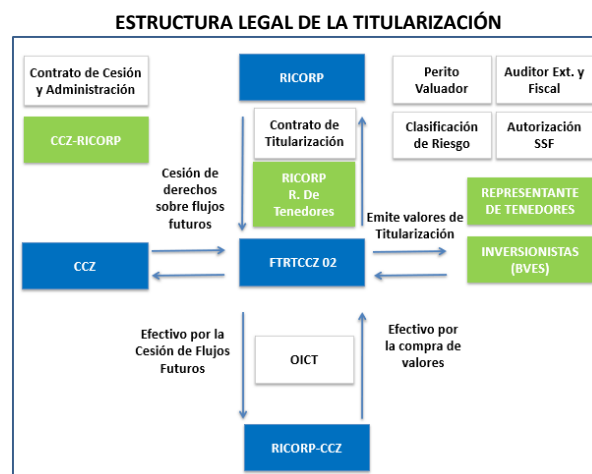 ESTRUCTURA LEGAL DE LA TITULARIZACIÓN
Contrato de Cesión
y Administración
RICORP
Perito
Valuador
Auditor Ext. y
Fiscal
CCZ-RICORP
Contrato de
Titularización
Clasificación
de Riesgo
Autorización
SSF
Cesión de
derechos
sobre flujos
futuros
RICORP
R. De
Tenedores
Emite valores de
Titularización
REPRESENTANTE
DE TENEDORES
CCZ
FTRTCCZ 02
INVERSIONISTAS
(BVES)
Efectivo por la
Cesión de Flujos
Futuros
OICT
Efectivo por
la compra de
valores
RICORP-CCZ